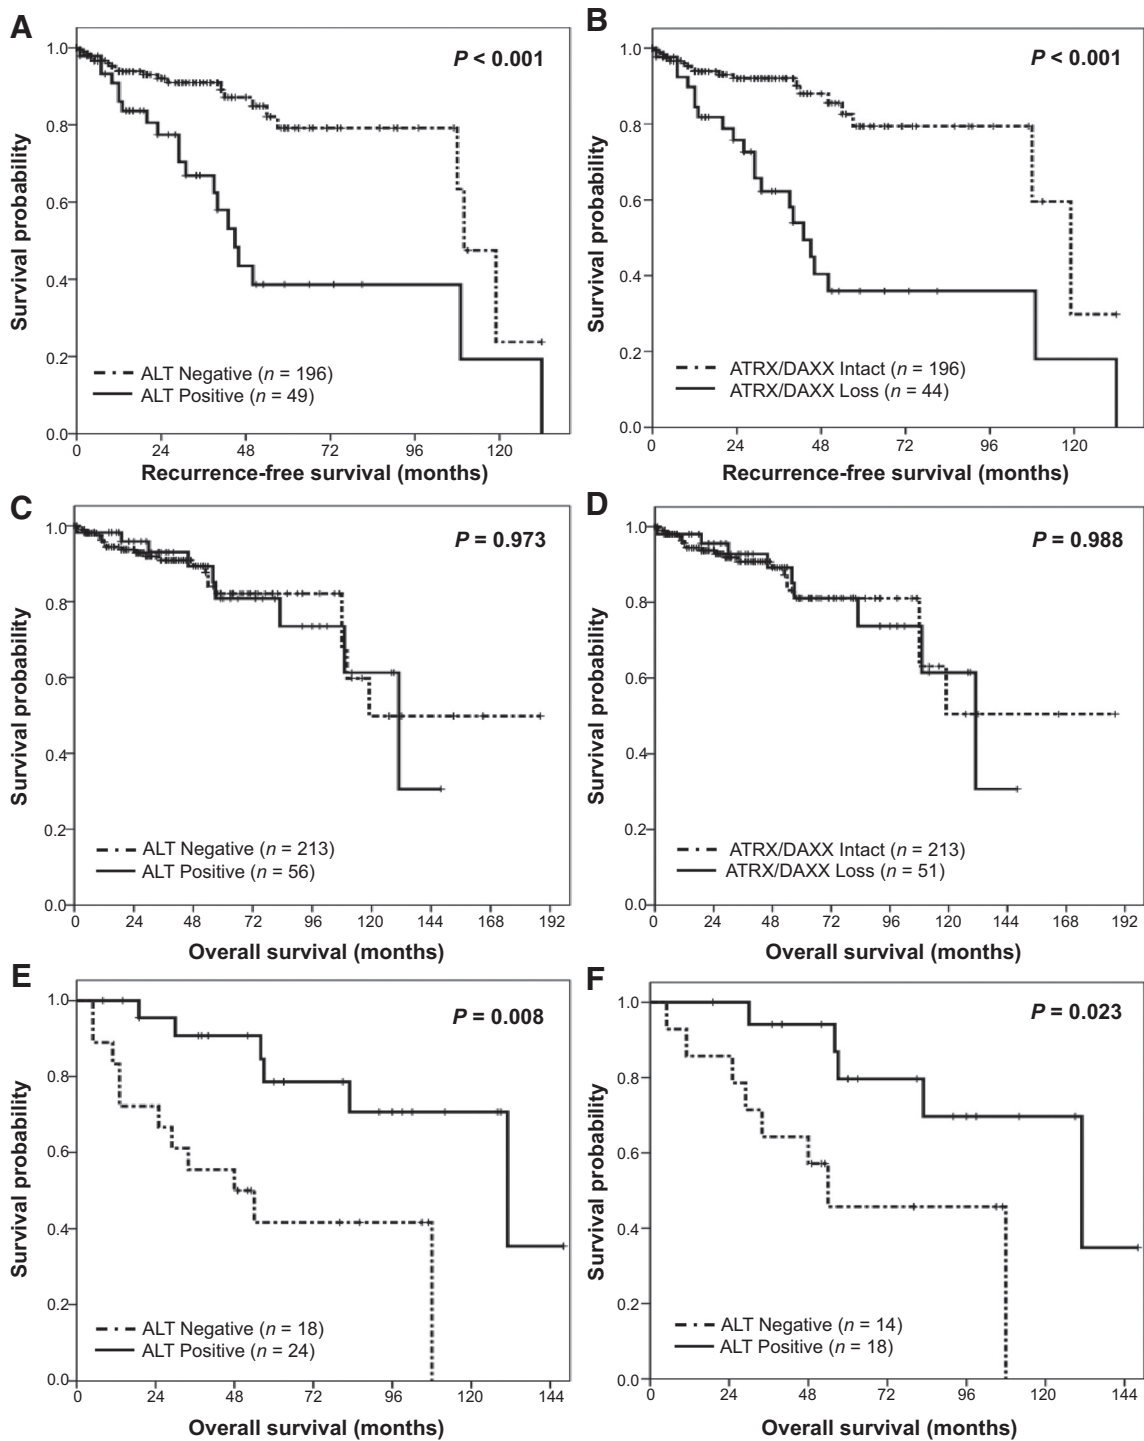 A
P < 0.001
Survival probability
1.0
0.8
0.6
0.4
0.2
0.0
ALT Negative (n = 196)
ALT Positive (n = 49)
0 24 48 72 96 120
Recurrence-free survival (months)
B
P < 0.001
Survival probability
1.0
0.8
0.6
0.4
0.2
0.0
ATRX/DAXX Intact (n = 196)
ATRX/DAXX Loss (n = 44)
0 24 48 72 96 120
Recurrence-free survival (months)
C
P = 0.973
Survival probability
1.0
0.8
0.6
0.4
0.2
0.0
ALT Negative (n = 213)
ALT Positive (n = 56)
0 24 48 72 96 120 144 168 192
Overall survival (months)
D
P = 0.988
Survival probability
1.0
0.8
0.6
0.4
0.2
0.0
ATRX/DAXX Intact (n = 213)
ATRX/DAXX Loss (n = 51)
0 24 48 72 96 120 144 168 192
Overall survival (months)
E
P = 0.008
Survival probability
1.0
0.8
0.6
0.4
0.2
0.0
ALT Negative (n = 18)
ALT Positive (n = 24)
0 24 48 72 96 120 144
Overall survival (months)
F
P = 0.023
Survival probability
1.0
0.8
0.6
0.4
0.2
0.0
ALT Negative (n = 14)
ALT Positive (n = 18)
0 24 48 72 96 120 144
Overall survival (months)